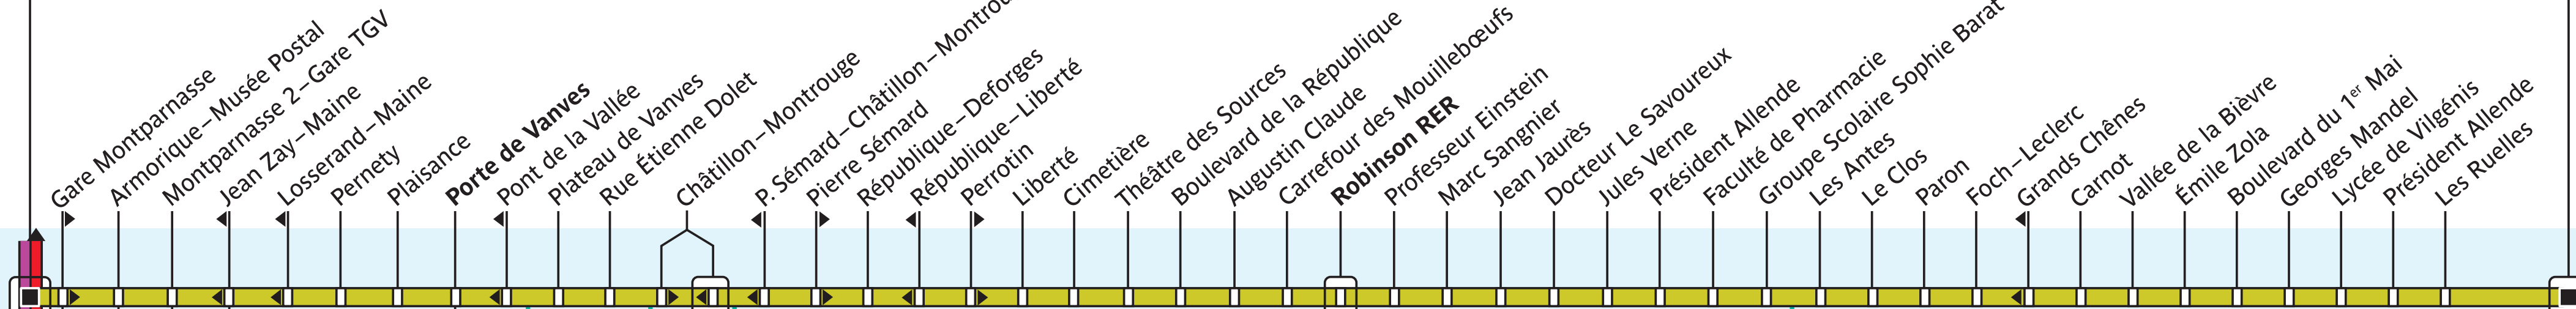 Gare Montparnasse
Armorique – Musée Postal
Montparnasse 2 – Gare TGV
Jean Zay – Maine
Losserand – Maine
Pernety
Plaisance
Porte de Vanves
Pont de la Vallée
Plateau de Vanves
Rue Étienne Dolet
Châtillon – Montrouge
P. Sémard – Châtillon – Montrou
Pierre Sémard
République – Deforges
République – Liberté
Perrotin
Liberté
Cimetière
Théâtre des Sources
Boulevard de la République
Augustin Claude
Carrefour des Mouillebœufs
Robinson RER
Professeur Einstein
Marc Sangnier
Jean Jaurès
Docteur Le Savoureux
Jules Verne
Président Allende
Faculté de Pharmacie
Groupe Scolaire Sophie Barat
Les Antes
Le Clos
Paron
Foch – Leclerc
Grands Chênes
Carnot
Vallée de la Bièvre
Émile Zola
Boulevard du 1er Mai
Georges Mandel
Lycée de Vilgénis
Président Allende
Les Ruelles